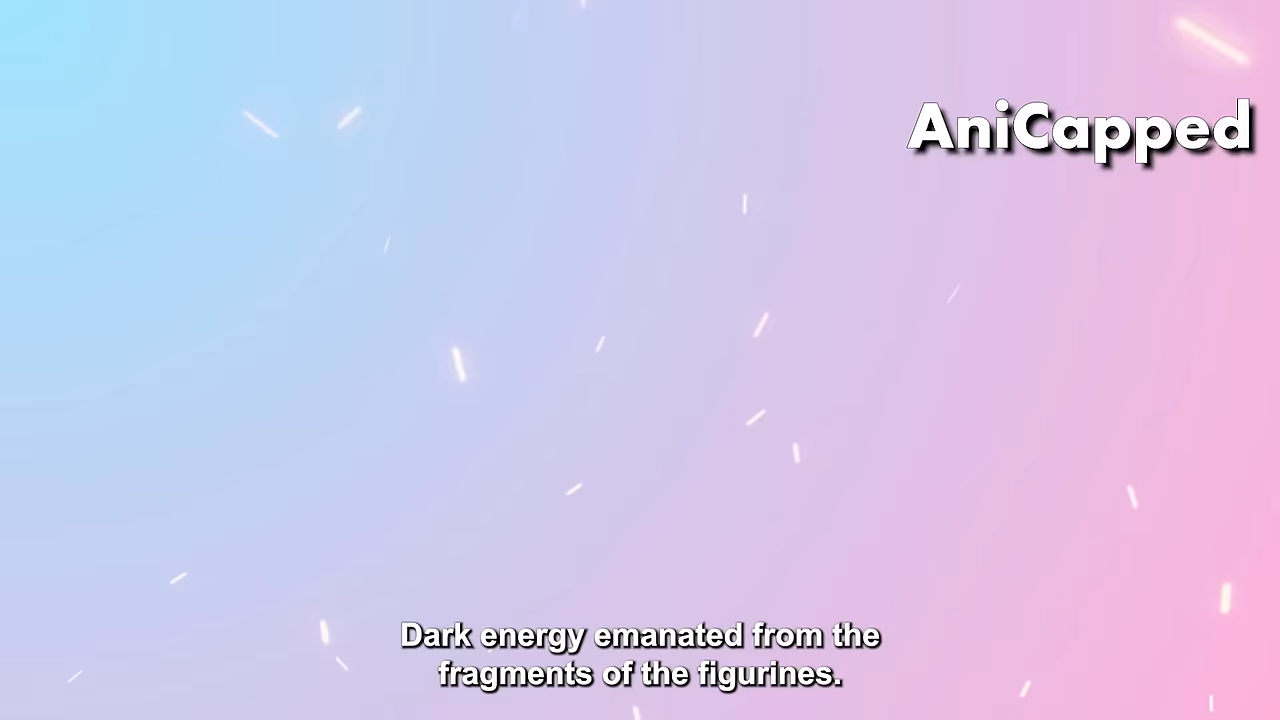 AniCapped
Dark energy emanated from the
fragments of the figurines.